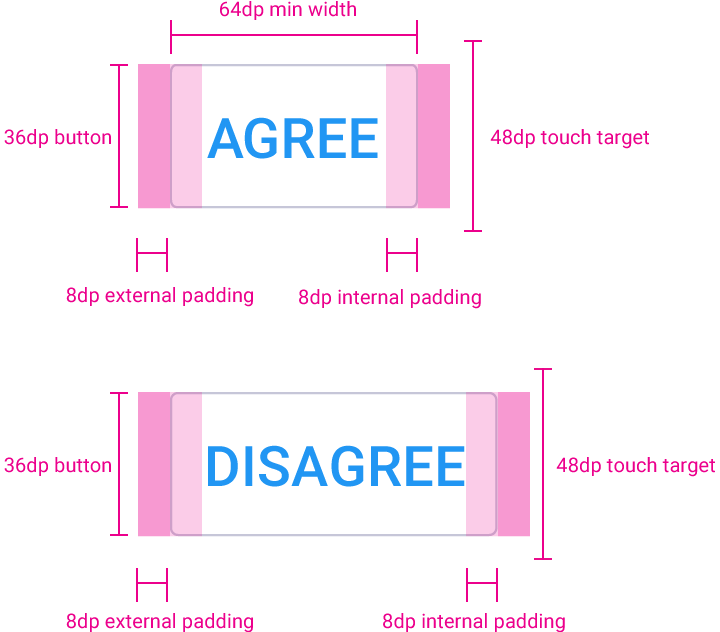 64dp min width
36dp button
AGREE
48dp touch target
8dp external padding
8dp internal padding
36dp button
DISAGREE
48dp touch target
8dp external padding
8dp internal padding